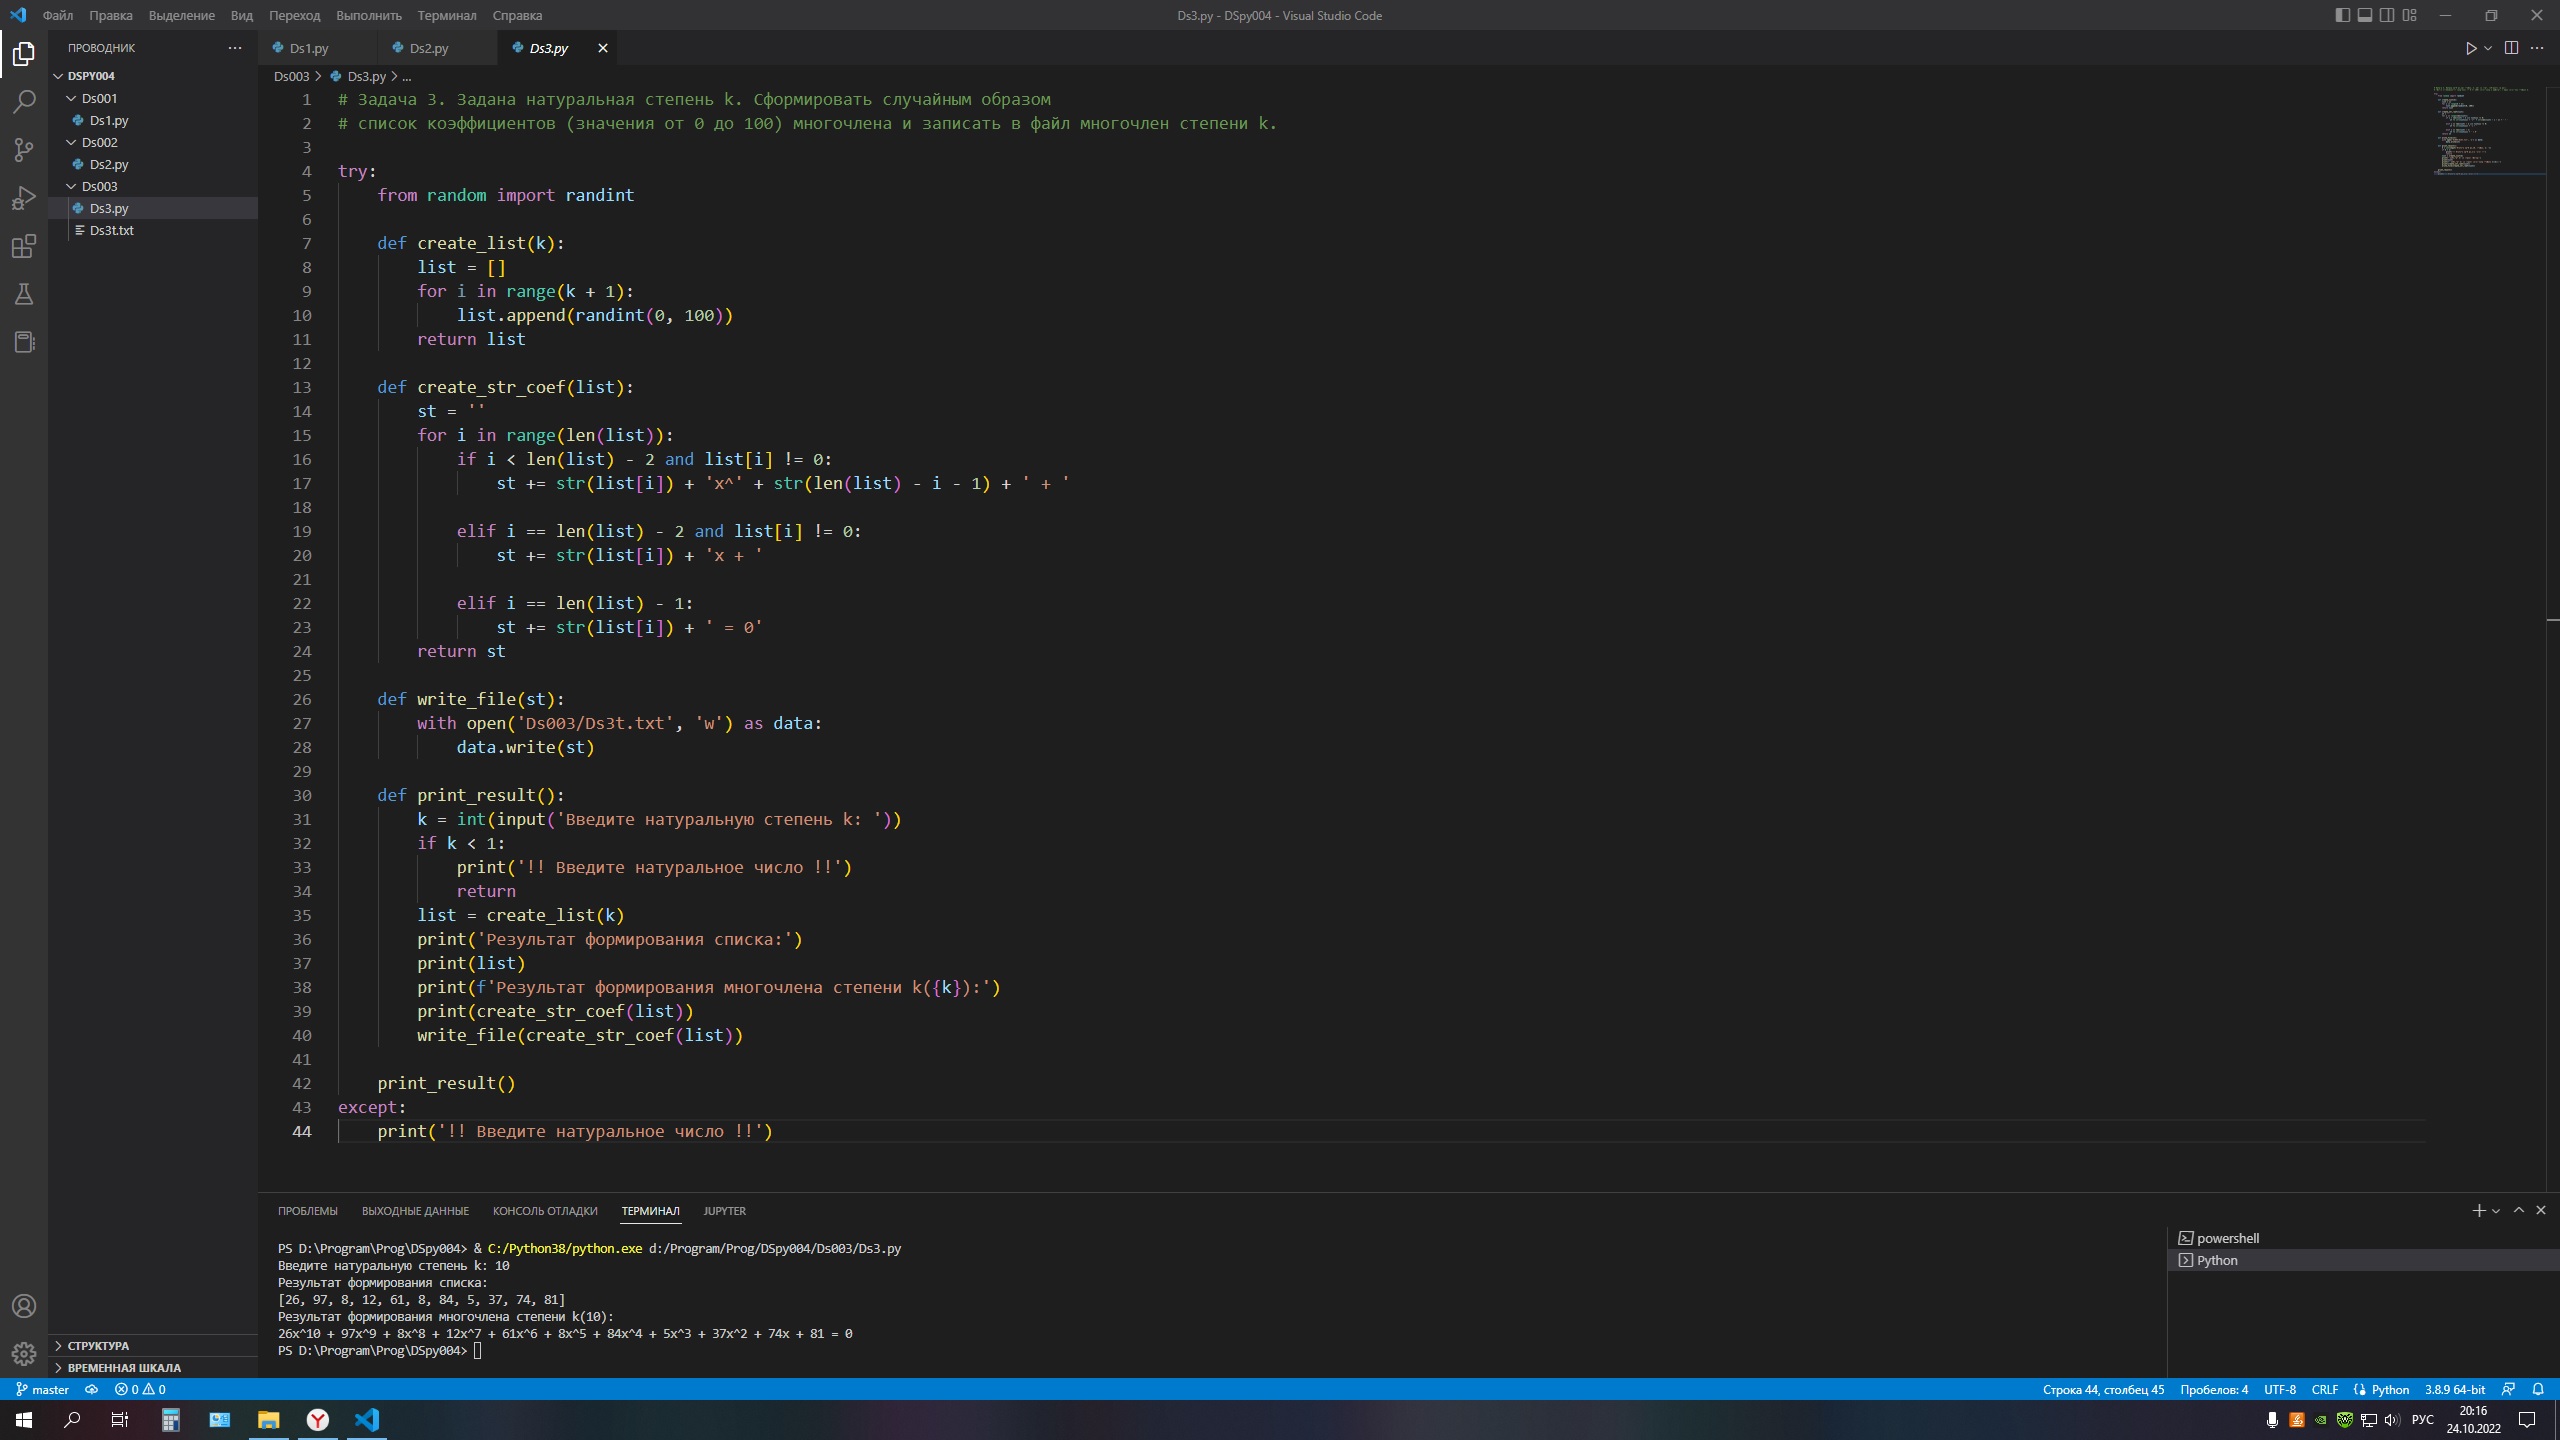 Файл Правка Выделение Вид Переход Выполнить Терминал Справка
Ds3.py - DSpy004 - Visual Studio Code
ПРОВОДНИК
DSPY004
Ds001
Ds1.py
Ds002
Ds2.py
Ds003
Ds3.py
Ds3t.txt
СТРУКТУРА
ВРЕМЕННАЯ ШКАЛА
Ds1.py Ds2.py Ds3.py
Ds003 > Ds3.py > ...
1 # Задача 3. Задана натуральная степень k. Сформировать случайным образом
2 # список коэффициентов (значения от 0 до 100) многочлена и записать в файл многочлен степени k.
3
4 try:
5     from random import randint
6
7     def create_list(k):
8         list = []
9         for i in range(k + 1):
10             list.append(randint(0, 100))
11         return list
12
13     def create_str_coef(list):
14         st = ''
15         for i in range(len(list)):
16             if i < len(list) - 2 and list[i] != 0:
17                 st += str(list[i]) + 'x^' + str(len(list) - i - 1) + ' + '
18
19             elif i == len(list) - 2 and list[i] != 0:
20                 st += str(list[i]) + 'x + '
21
22             elif i == len(list) - 1:
23                 st += str(list[i]) + ' = 0'
24         return st
25
26     def write_file(st):
27         with open('Ds003/Ds3t.txt', 'w') as data:
28             data.write(st)
29
30     def print_result():
31         k = int(input('Введите натуральную степень k: '))
32         if k < 1:
33             print('!! Введите натуральное число !!')
34             return
35         list = create_list(k)
36         print('Результат формирования списка:')
37         print(list)
38         print(f'Результат формирования многочлена степени k({k}):')
39         print(create_str_coef(list))
40         write_file(create_str_coef(list))
41
42     print_result()
43 except:
44     print('!! Введите натуральное число !!')
ПРОБЛЕМЫ ВЫХОДНЫЕ ДАННЫЕ КОНСОЛЬ ОТЛАДКИ ТЕРМИНАЛ JUPYTER
PS D:\Program\Prog\DSpy004> & C:/Python38/python.exe d:/Program/Prog/DSpy004/Ds003/Ds3.py
Введите натуральную степень k: 10
Результат формирования списка:
[26, 97, 8, 12, 61, 8, 84, 5, 37, 74, 81]
Результат формирования многочлена степени k(10):
26x^10 + 97x^9 + 8x^8 + 12x^7 + 61x^6 + 8x^5 + 84x^4 + 5x^3 + 37x^2 + 74x + 81 = 0
PS D:\Program\Prog\DSpy004>
powershell
Python
master 0 0 Строка 44, столбец 45 Пробелов: 4 UTF-8 CRLF Python 3.8.9 64-bit
РУС
20:16
24.10.2022